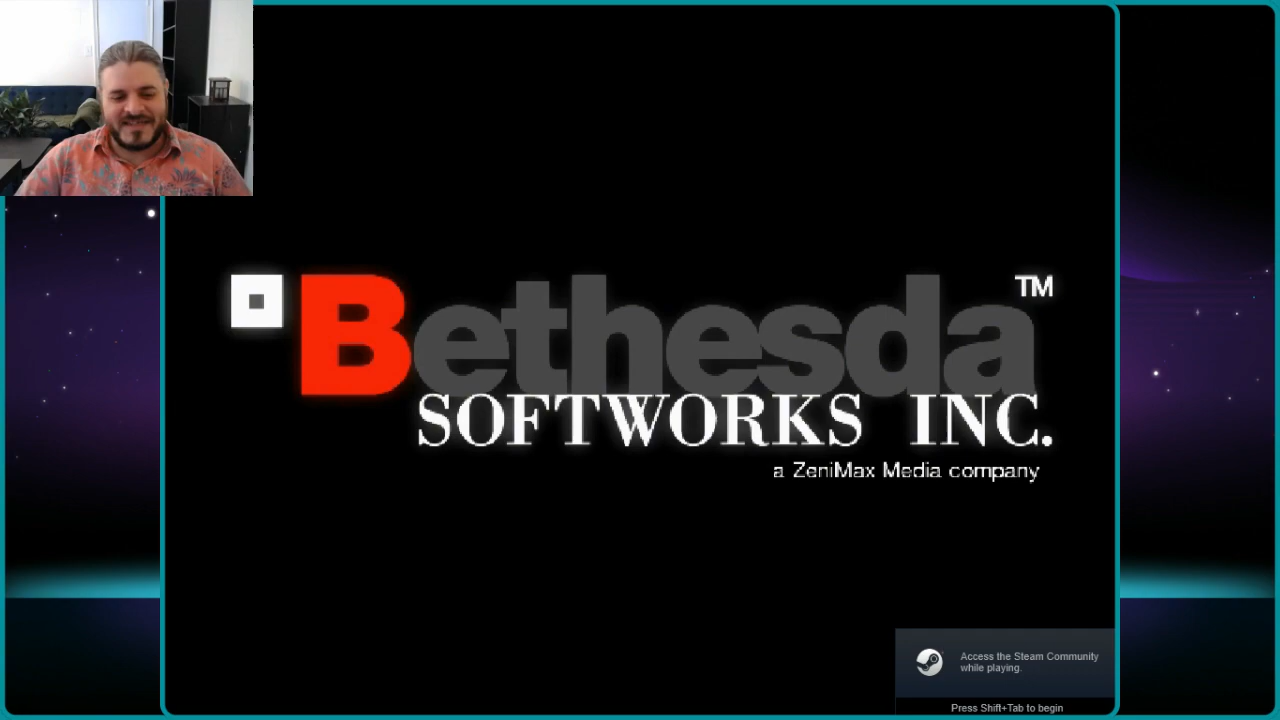 Bethesda™
SOFTWORKS INC.
a ZeniMax Media company
Access the Steam Community
while playing.
Press Shift+Tab to begin